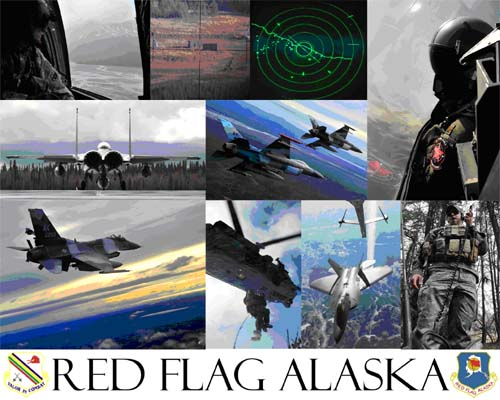 RED FLAG ALASKA
VALOR IN COMBAT
RED FLAG ALASKA